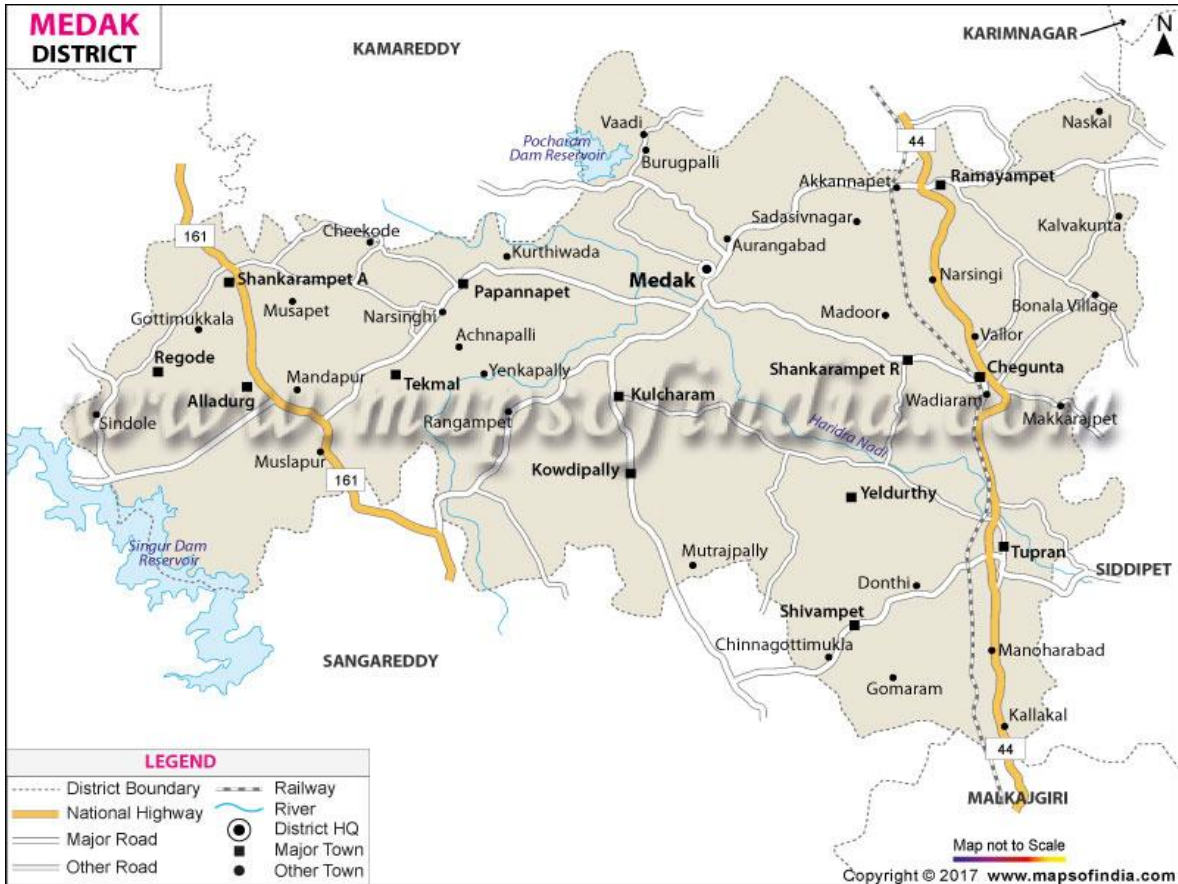 MEDAK
DISTRICT
KAMAREDDY
KARIMNAGAR
N
Vaadi
Pocharam
Dam Reservoir
Burugpalli
44
Naskal
Akkannapet
Ramayampet
Sadasivnagar
Kalvakunta
161
Cheekode
Aurangabad
Kurthiwada
Medak
Shankarampet A
Papannapet
Narsingi
Musapet
Narsinghi
Bonala Village
Gottimukkala
Madoor
Achnapalli
Vallor
Regode
Shankarampet R
Chegunta
Yenkapally
Tekmal
Mandapur
Alladurg
Kulcharam
Wadiaram
www.mapsofindia.com
Sindole
Rangampet
Makkarajpet
Haridra Nadi
Muslapur
Kowdipally
161
Yeldurthy
Singur Dam
Reservoir
Mutrajpally
Tupran
SIDDIPET
Donthi
Shivampet
Chinnagottimukla
Manoharabad
SANGAREDDY
Gomaram
Kallakal
44
MALKAJGIRI
LEGEND
District Boundary
National Highway
Major Road
Other Road
Railway
River
District HQ
Major Town
Other Town
Map not to Scale
Copyright © 2017 www.mapsofindia.com